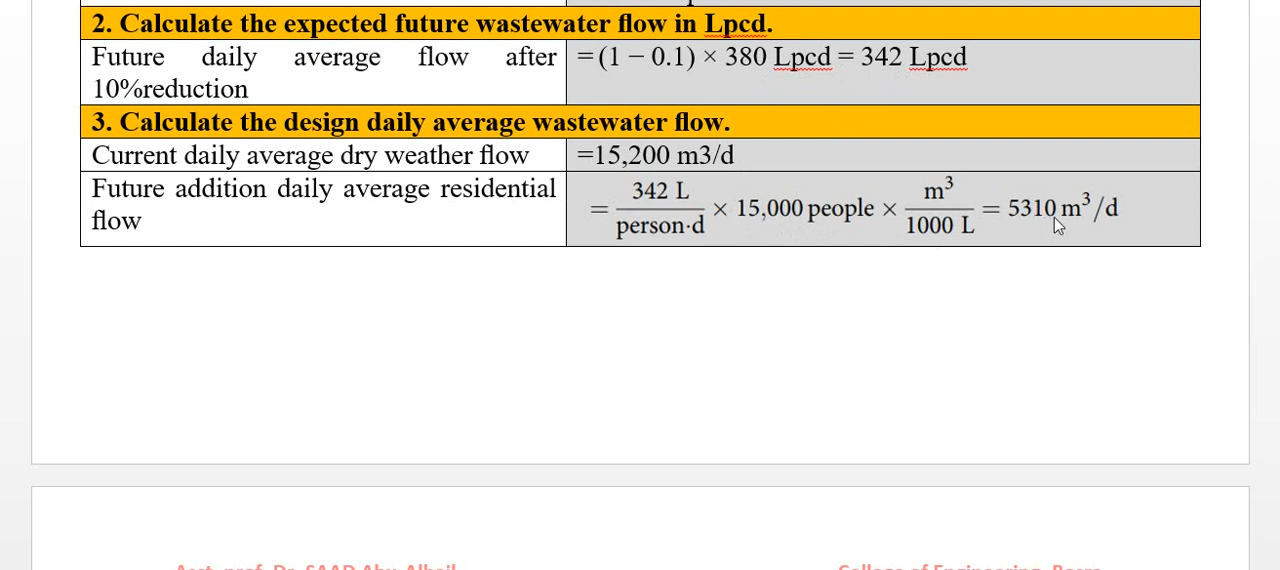 2. Calculate the expected future wastewater flow in Lpcd.
Future daily average flow after
10%reduction
=(1 − 0.1) × 380 Lpcd = 342 Lpcd
3. Calculate the design daily average wastewater flow.
Current daily average dry weather flow
=15,200 m3/d
Future addition daily average residential
flow
= 342 L / person·d × 15,000 people × m³ / 1000 L = 5310 m³/d